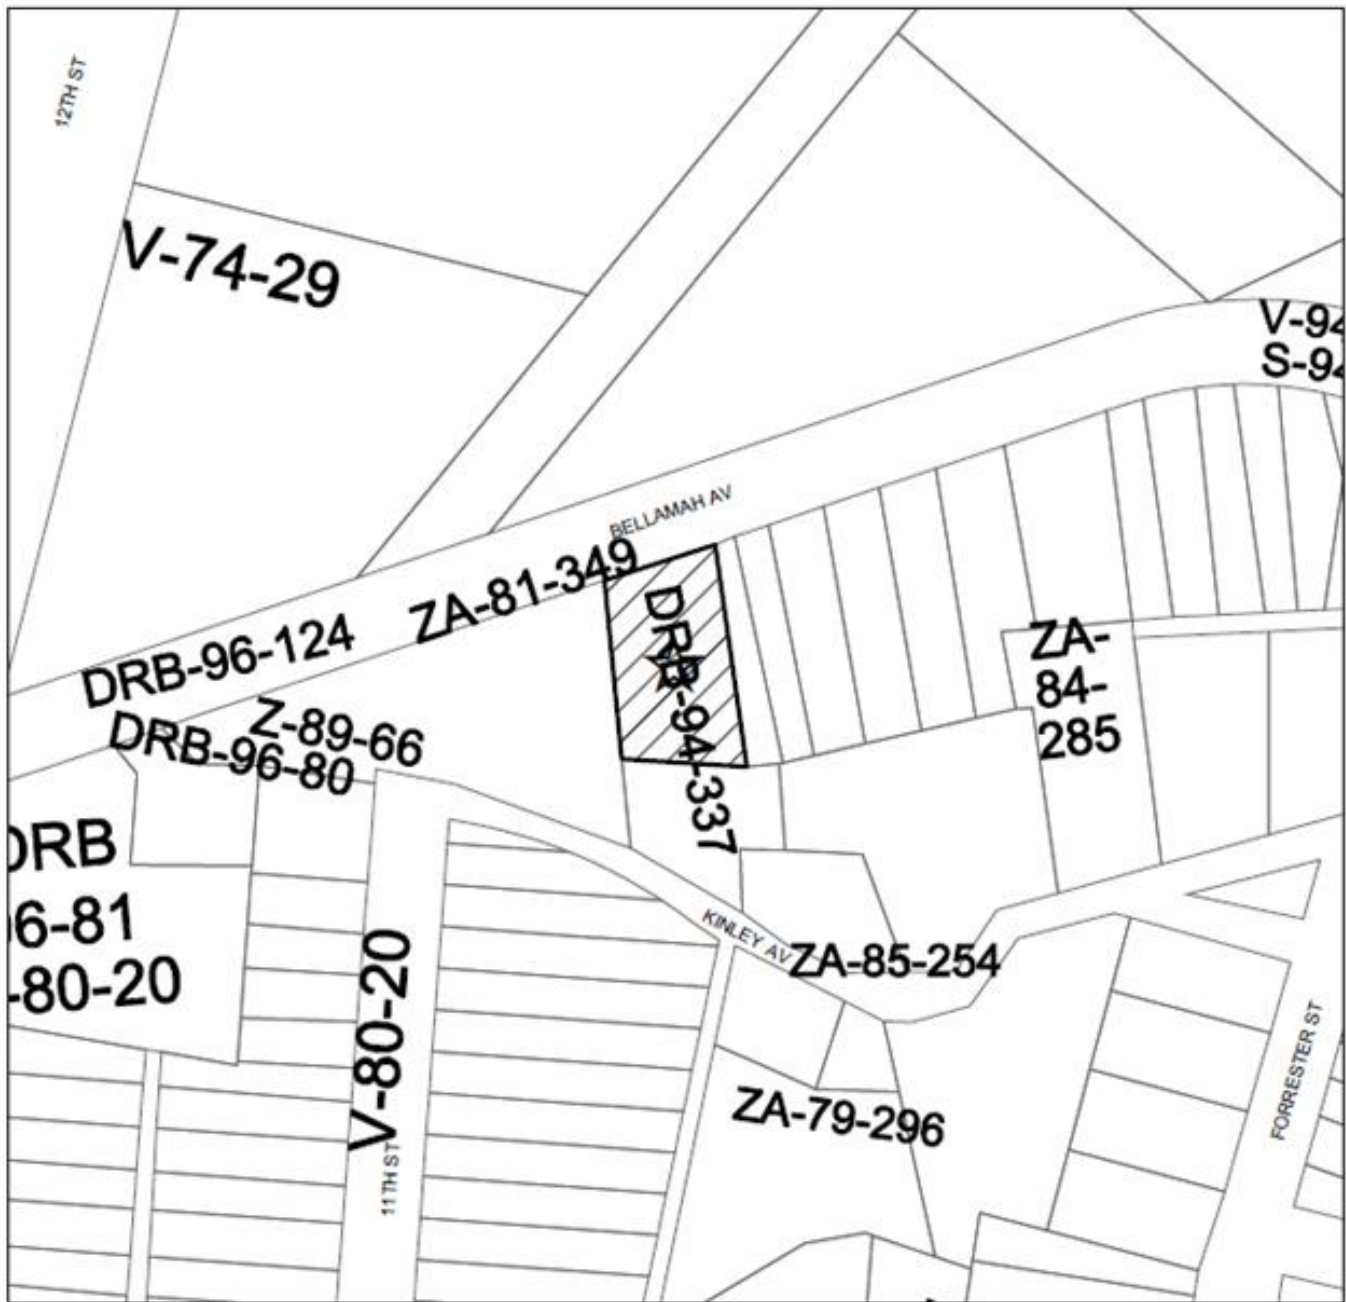 12TH ST
V-74-29
V-94
S-94
BELLAMAH AV
ZA-81-349
DRB-96-124
DRB-94-337
ZA-
84-
285
Z-89-66
DRB-96-80
DRB
96-81
-80-20
V-80-20
KINLEY AV
ZA-85-254
FORRESTER ST
ZA-79-296
11TH ST